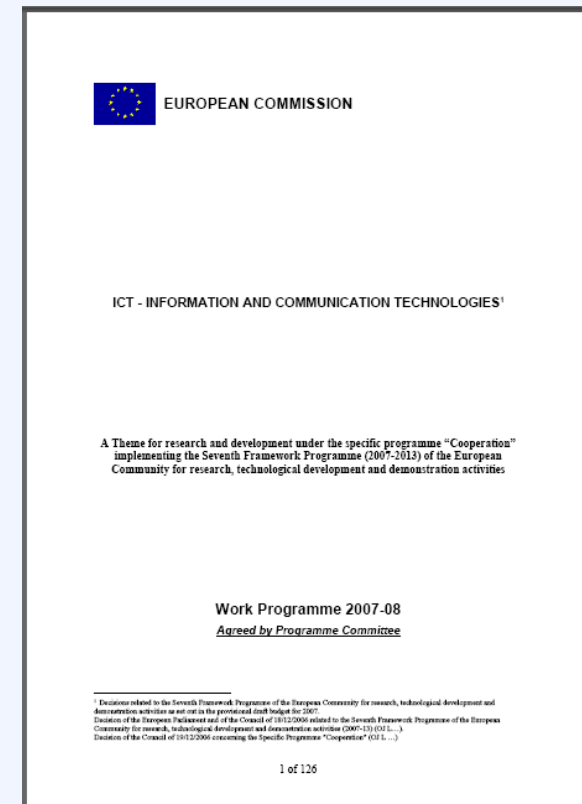 EUROPEAN COMMISSION
ICT - INFORMATION AND COMMUNICATION TECHNOLOGIES¹
A Theme for research and development under the specific programme “Cooperation”
implementing the Seventh Framework Programme (2007-2013) of the European
Community for research, technological development and demonstration activities
Work Programme 2007-08
Agreed by Programme Committee
¹ Decisions related to the Seventh Framework Programme of the European Community for research, technological development and
demonstration activities as set out in the provisional draft budget for 2007.
Decision of the European Parliament and of the Council of 18/12/2006 related to the Seventh Framework Programme of the European
Community for research, technological development and demonstration activities (2007-13) (OJ L...).
Decision of the Council of 19/12/2006 concerning the Specific Programme "Cooperation" (OJ L ...)
1 of 126